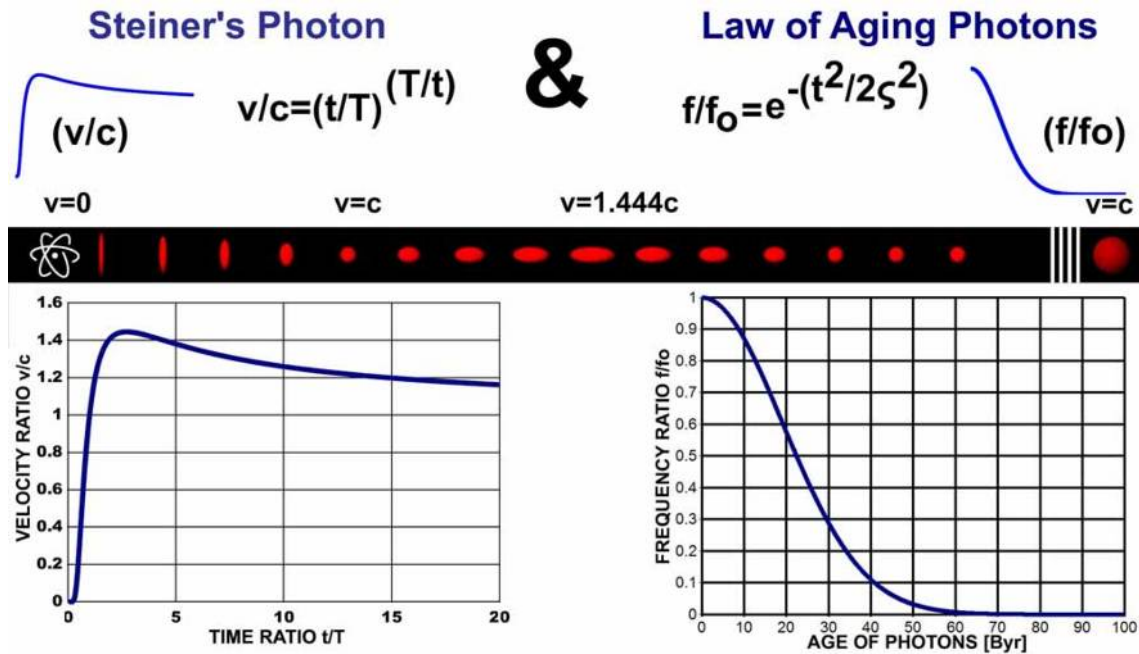 Steiner's Photon
&
Law of Aging Photons
(v/c)
v/c=(t/T)^(T/t)
f/fo=e^-(t^2/2ς^2)
(f/fo)
v=0
v=c
v=1.444c
v=c
VELOCITY RATIO v/c
1.6
1.4
1.2
1
0.8
0.6
0.4
0.2
0
0 5 10 15 20
TIME RATIO t/T
FREQUENCY RATIO f/fo
1
0.9
0.8
0.7
0.6
0.5
0.4
0.3
0.2
0.1
0
0 10 20 30 40 50 60 70 80 90 100
AGE OF PHOTONS [Byr]